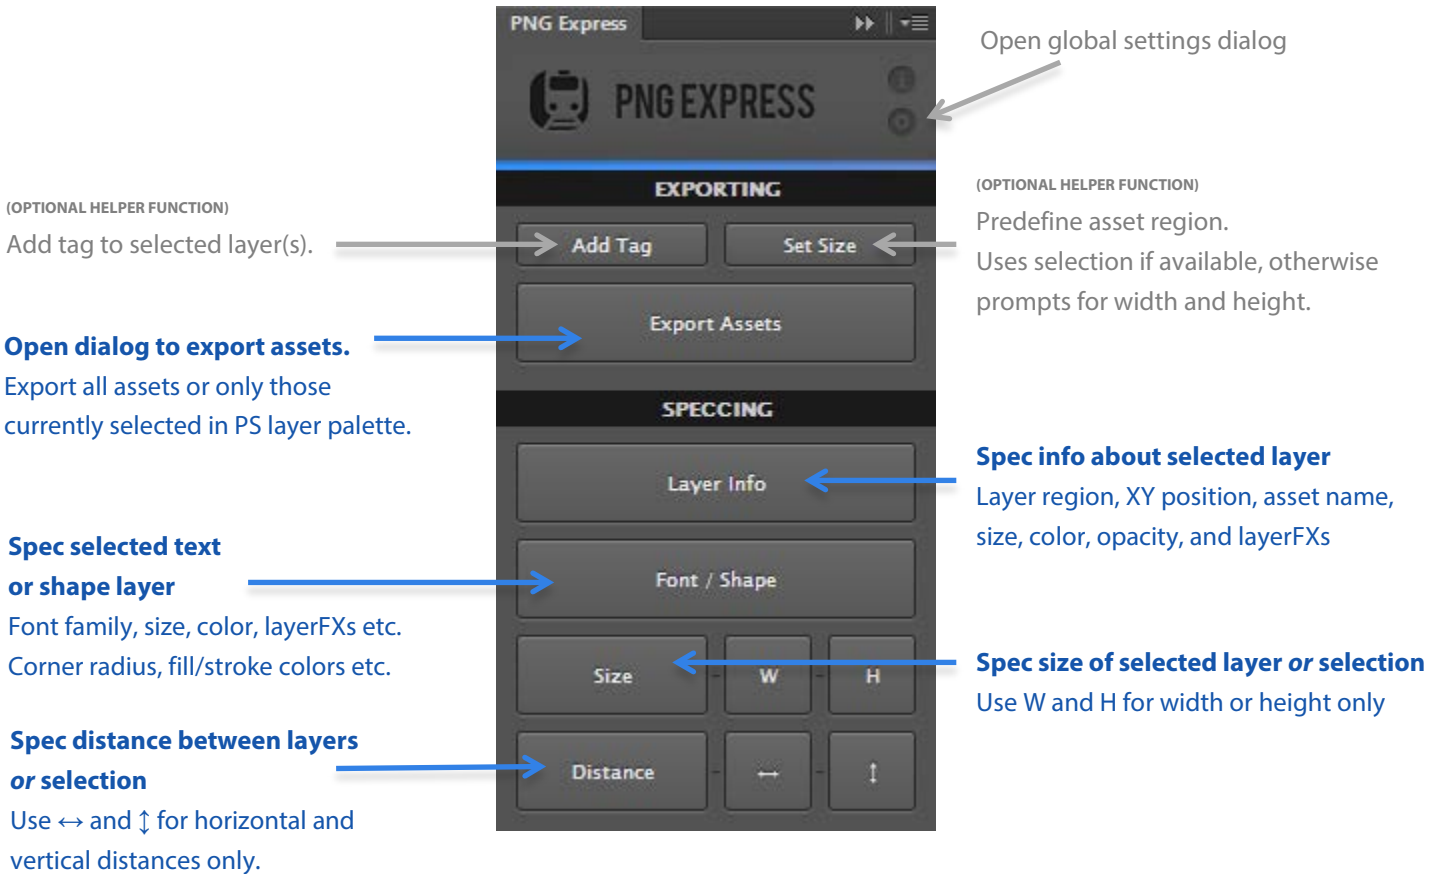 PNG Express
Open global settings dialog
PNG EXPRESS
EXPORTING
(OPTIONAL HELPER FUNCTION)
Add tag to selected layer(s).
Add Tag
Set Size
(OPTIONAL HELPER FUNCTION)
Predefine asset region.
Uses selection if available, otherwise
prompts for width and height.
Open dialog to export assets.
Export all assets or only those
currently selected in PS layer palette.
Export Assets
SPECCING
Layer Info
Spec info about selected layer
Layer region, XY position, asset name,
size, color, opacity, and layerFXs
Spec selected text
or shape layer
Font family, size, color, layerFXs etc.
Corner radius, fill/stroke colors etc.
Font / Shape
Size - W - H
Spec size of selected layer or selection
Use W and H for width or height only
Spec distance between layers
or selection
Use ↔ and ↕ for horizontal and
vertical distances only.
Distance - ↔ - ↕